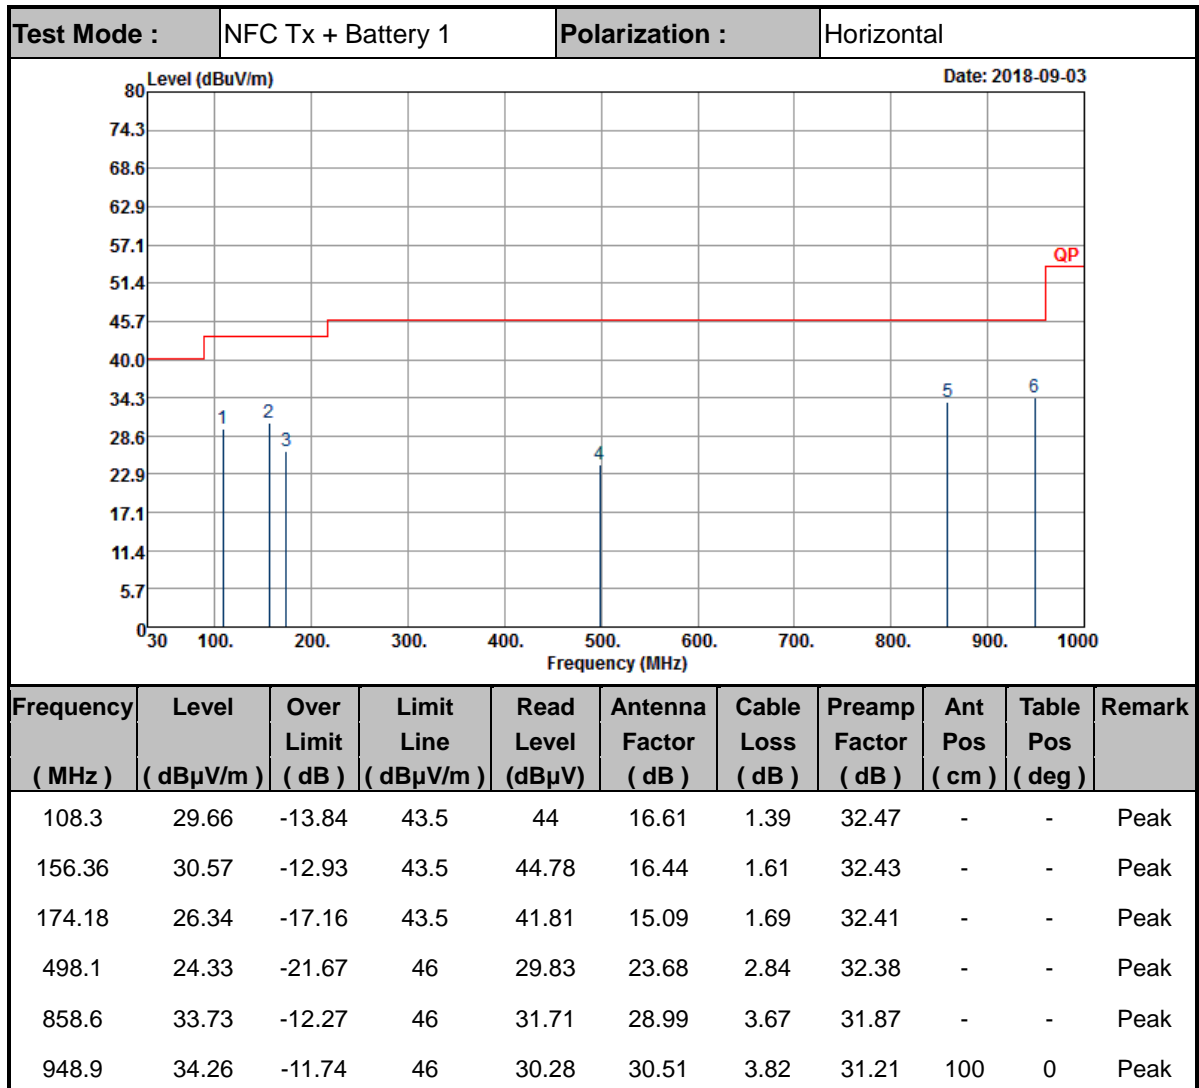 Test Mode : NFC Tx + Battery 1 Polarization : Horizontal
Level (dBuV/m) Date: 2018-09-03
80
74.3
68.6
62.9
57.1
QP
51.4
45.7
40.0
34.3
28.6
22.9
17.1
11.4
5.7
0
1 2 3 4 5 6
30 100. 200. 300. 400. 500. 600. 700. 800. 900. 1000
Frequency (MHz)
Frequency Level Over Limit Read Antenna Cable Preamp Ant Table Remark
Limit Line Level Factor Loss Factor Pos Pos
( MHz ) ( dBµV/m ) ( dB ) ( dBµV/m ) (dBµV) ( dB ) ( dB ) ( dB ) ( cm ) ( deg )
108.3 29.66 -13.84 43.5 44 16.61 1.39 32.47 - - Peak
156.36 30.57 -12.93 43.5 44.78 16.44 1.61 32.43 - - Peak
174.18 26.34 -17.16 43.5 41.81 15.09 1.69 32.41 - - Peak
498.1 24.33 -21.67 46 29.83 23.68 2.84 32.38 - - Peak
858.6 33.73 -12.27 46 31.71 28.99 3.67 31.87 - - Peak
948.9 34.26 -11.74 46 30.28 30.51 3.82 31.21 100 0 Peak